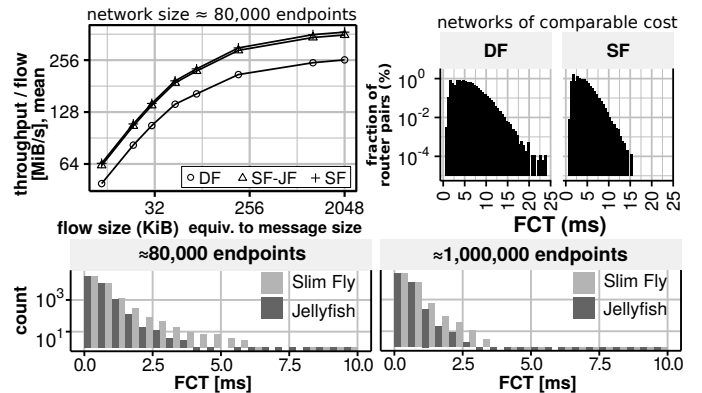 network size ≈ 80,000 endpoints
throughput / flow
[MiB/s], mean
256
128
64
DF SF-JF SF
32 256 2048
flow size (KiB) equiv. to message size
networks of comparable cost
DF SF
fraction of
router pairs (%)
10^0
10^-2
10^-4
0 5 10 15 20 25 0 5 10 15 20 25
FCT (ms)
≈80,000 endpoints
count
10^3
10^1
Slim Fly
Jellyfish
0.0 2.5 5.0 7.5 10.0
FCT [ms]
≈1,000,000 endpoints
Slim Fly
Jellyfish
0.0 2.5 5.0 7.5 10.0
FCT [ms]